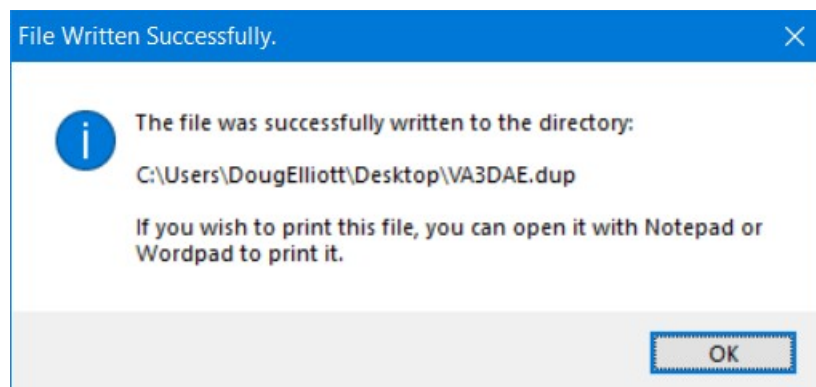 File Written Successfully.
The file was successfully written to the directory:
C:\Users\DougElliott\Desktop\VA3DAE.dup
If you wish to print this file, you can open it with Notepad or
Wordpad to print it.
OK